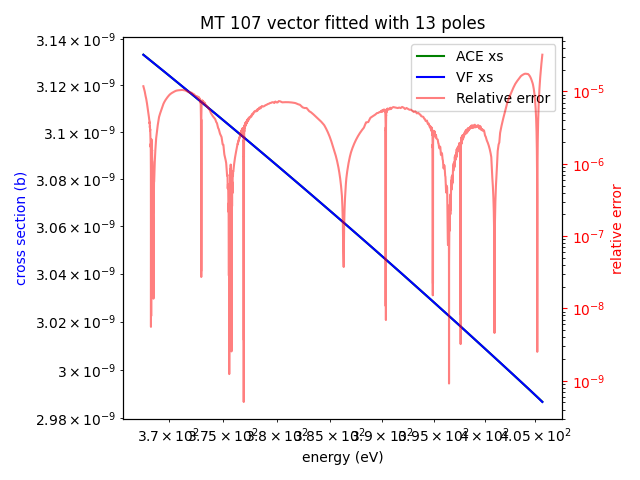 MT 107 vector fitted with 13 poles
ACE xs
VF xs
Relative error
3.14 × 10⁻⁹
3.12 × 10⁻⁹
3.1 × 10⁻⁹
3.08 × 10⁻⁹
3.06 × 10⁻⁹
3.04 × 10⁻⁹
3.02 × 10⁻⁹
3 × 10⁻⁹
2.98 × 10⁻⁹
cross section (b)
10⁻⁵
10⁻⁶
10⁻⁷
10⁻⁸
10⁻⁹
relative error
3.7 × 10² 3.75 × 10² 3.8 × 10² 3.85 × 10² 3.9 × 10² 3.95 × 10² 4 × 10² 4.05 × 10²
energy (eV)